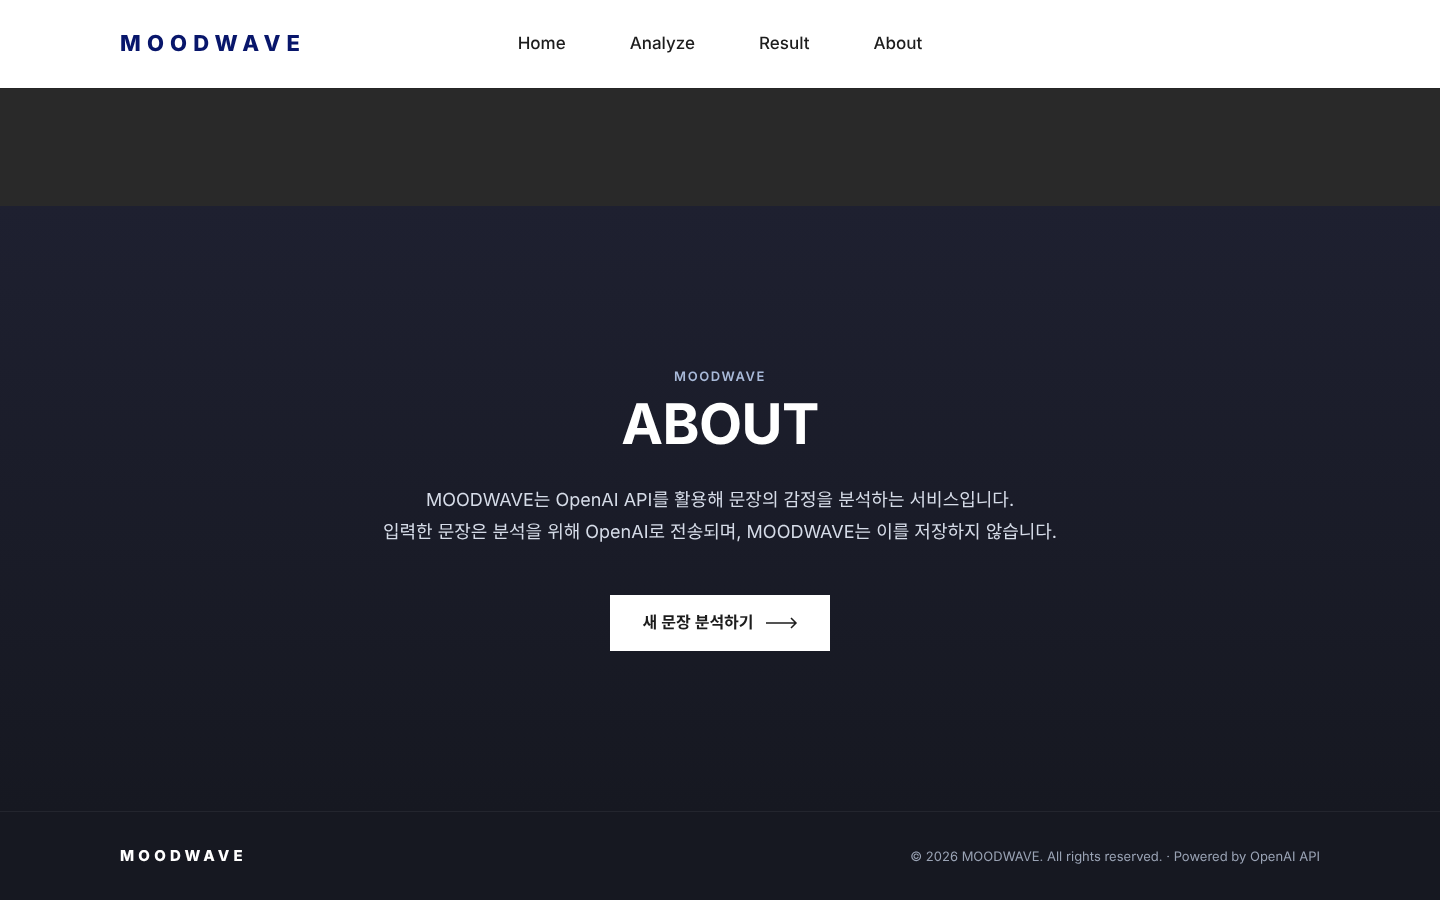 MOODWAVE
Home
Analyze
Result
About
MOODWAVE
ABOUT
MOODWAVE는 OpenAI API를 활용해 문장의 감정을 분석하는 서비스입니다.
입력한 문장은 분석을 위해 OpenAI로 전송되며, MOODWAVE는 이를 저장하지 않습니다.
새 문장 분석하기
MOODWAVE
© 2026 MOODWAVE. All rights reserved. · Powered by OpenAI API